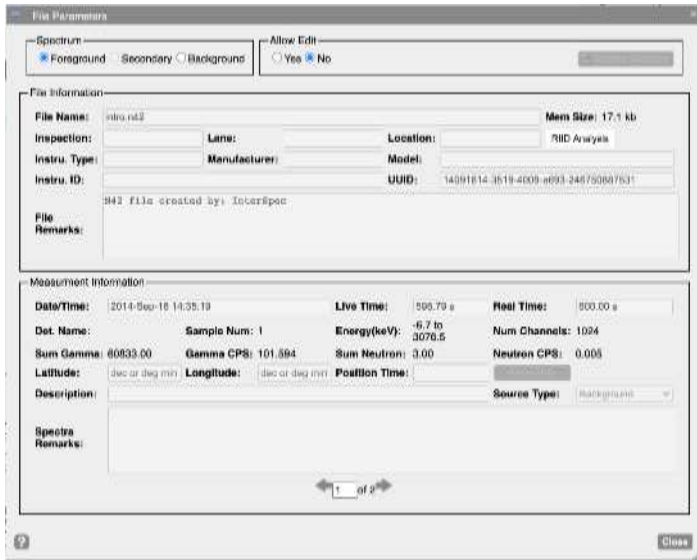 File Parameters
Spectrum
Foreground Secondary Background
Allow Edit
Yes No
File Information
File Name: intro.n42 Mem Size: 17.1 kb
Inspection: Lane: Location: RIID Analysis
Instru. Type: Manufacturer: Model:
Instru. ID: UUID:
N42 file created by: InterSpec
File Remarks:
Measurment Information
Date/Time: 2014-Sep-16 14:35:19 Live Time: 598.79 s Real Time: 600.00 s
Det. Name: Sample Num: 1 Energy(keV): -6.7 to 3076.5 Num Channels: 1024
Sum Gamma: 60833.00 Gamma CPS: 101.594 Sum Neutron: 3.00 Neutron CPS: 0.005
Latitude: dec or deg min Longitude: dec or deg min Position Time:
Description: Source Type: Background
Spectra Remarks:
1 of 2
? Close